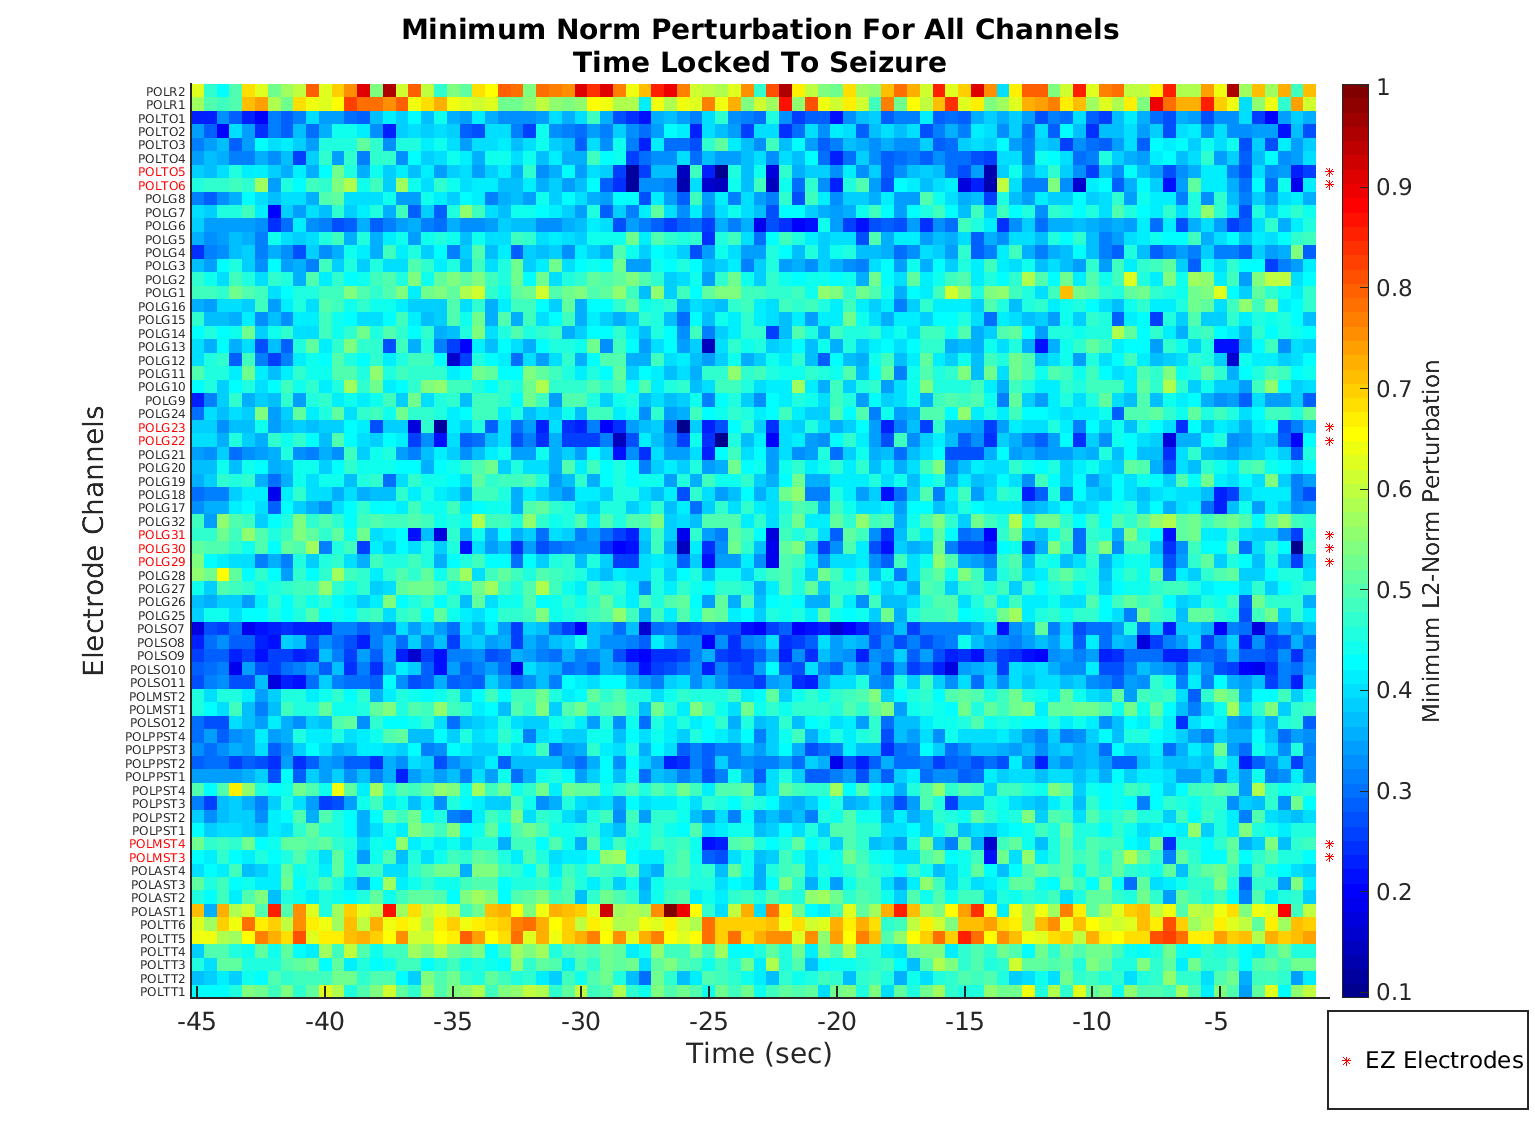 Minimum Norm Perturbation For All Channels
Time Locked To Seizure
POLR2
POLR1
POLTO1
POLTO2
POLTO3
POLTO4
POLTO5
POLTO6
POLG8
POLG7
POLG6
POLG5
POLG4
POLG3
POLG2
POLG1
POLG16
POLG15
POLG14
POLG13
POLG12
POLG11
POLG10
POLG9
POLG24
POLG23
POLG22
POLG21
POLG20
POLG19
POLG18
POLG17
POLG32
POLG31
POLG30
POLG29
POLG28
POLG27
POLG26
POLG25
POLSO7
POLSO8
POLSO9
POLSO10
POLSO11
POLMST2
POLMST1
POLSO12
POLPPST4
POLPPST3
POLPPST2
POLPPST1
POLPST4
POLPST3
POLPST2
POLPST1
POLMST4
POLMST3
POLAST4
POLAST3
POLAST2
POLAST1
POLTT6
POLTT5
POLTT4
POLTT3
POLTT2
POLTT1
Electrode Channels
-45 -40 -35 -30 -25 -20 -15 -10 -5
Time (sec)
1
0.9
0.8
0.7
0.6
0.5
0.4
0.3
0.2
0.1
Minimum L2-Norm Perturbation
* EZ Electrodes